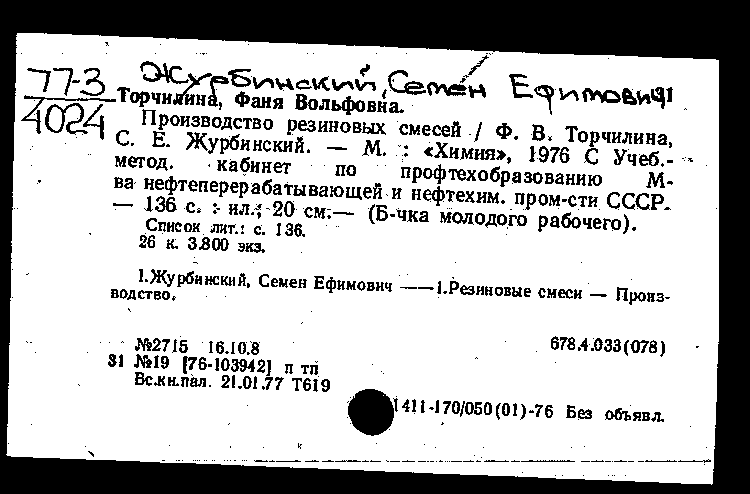 77-3
4024
Журбинский, Семен Ефимович
Торчилина, Фаня Вольфовна.
Производство резиновых смесей / Ф. В. Торчилина,
С. Е. Журбинский. — М. : «Химия», 1976 С Учеб.-
метод. кабинет по профтехобразованию М-
ва нефтеперерабатывающей и нефтехим. пром-сти СССР.
— 136 с. : ил.; 20 см.— (Б-чка молодого рабочего).
Список лит.: с. 136.
26 к. 3.800 экз.
1.Журбинский, Семен Ефимович ——1.Резиновые смеси — Произ-
водство.
№2715 16.10.8 678.4.033(078)
31 №19 [76-103942] п тп
Вс.кн.пал. 21.01.77 Т619
1411-170/050(01)-76 Без объявл.